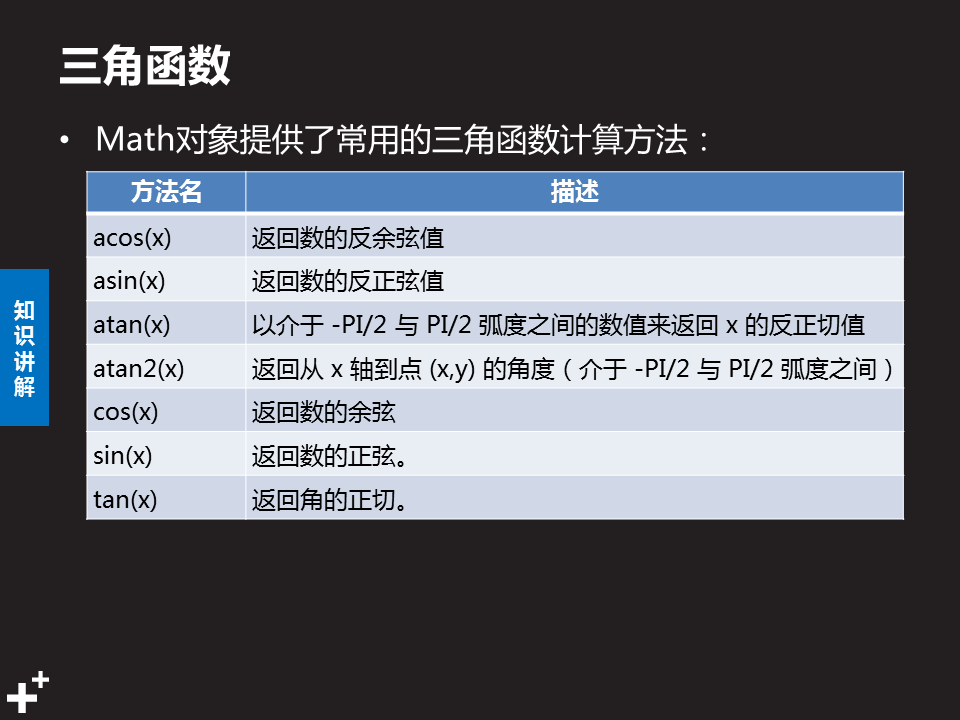 三角函数
• Math对象提供了常用的三角函数计算方法：
方法名 描述
acos(x) 返回数的反余弦值
asin(x) 返回数的反正弦值
atan(x) 以介于 -PI/2 与 PI/2 弧度之间的数值来返回 x 的反正切值
atan2(x) 返回从 x 轴到点 (x,y) 的角度（介于 -PI/2 与 PI/2 弧度之间）
cos(x) 返回数的余弦
sin(x) 返回数的正弦。
tan(x) 返回角的正切。
知识讲解